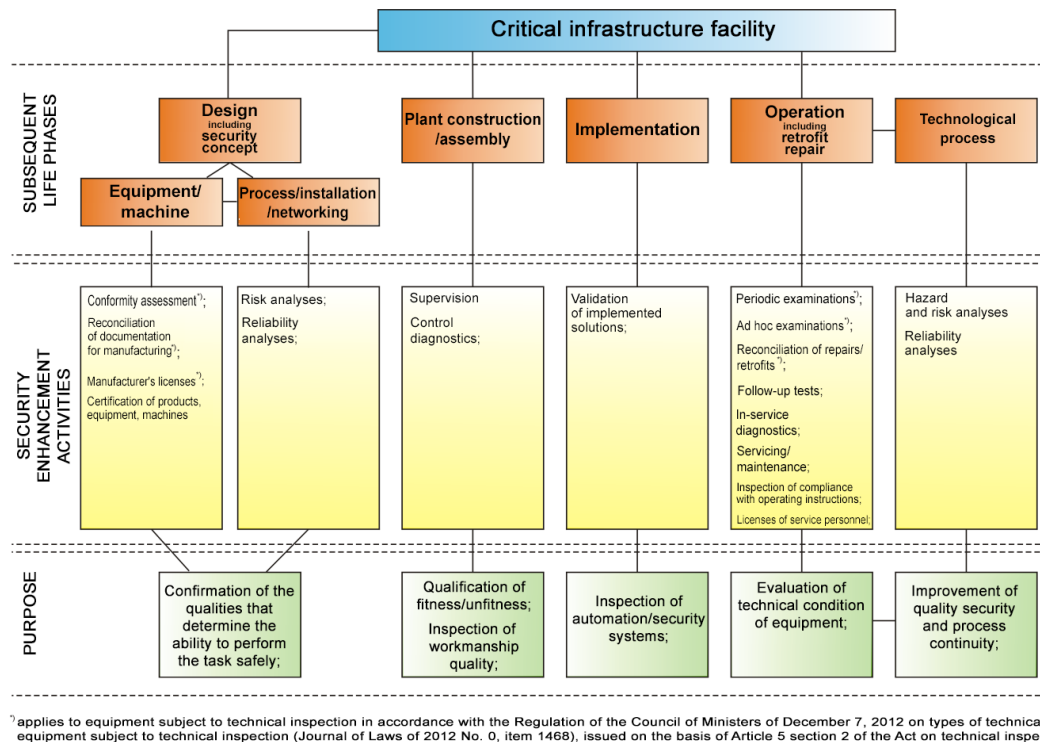 Critical infrastructure facility
SUBSEQUENT
LIFE PHASES
Design
including
security
concept
Equipment/
machine
Process/installation
/networking
Plant construction
/assembly
Implementation
Operation
including
retrofit
repair
Technological
process
SECURITY
ENHANCEMENT
ACTIVITIES
Conformity assessment*);
Reconciliation
of documentation
for manufacturing*);
Manufacturer's licenses*);
Certification of products,
equipment, machines
Risk analyses;
Reliability
analyses;
Supervision
Control
diagnostics;
Validation
of implemented
solutions;
Periodic examinations*);
Ad hoc examinations*);
Reconciliation of repairs/
retrofits*);
Follow-up tests;
In-service
diagnostics;
Servicing/
maintenance;
Inspection of compliance
with operating instructions;
Licenses of service personnel;
Hazard
and risk analyses
Reliability
analyses
PURPOSE
Confirmation of the
qualities that
determine the
ability to perform
the task safely;
Qualification of
fitness/unfitness;
Inspection of
workmanship
quality;
Inspection of
automation/security
systems;
Evaluation of
technical condition
of equipment;
Improvement of
quality security
and process
continuity;
*) applies to equipment subject to technical inspection in accordance with the Regulation of the Council of Ministers of December 7, 2012 on types of technica
equipment subject to technical inspection (Journal of Laws of 2012 No. 0, item 1468), issued on the basis of Article 5 section 2 of the Act on technical inspe